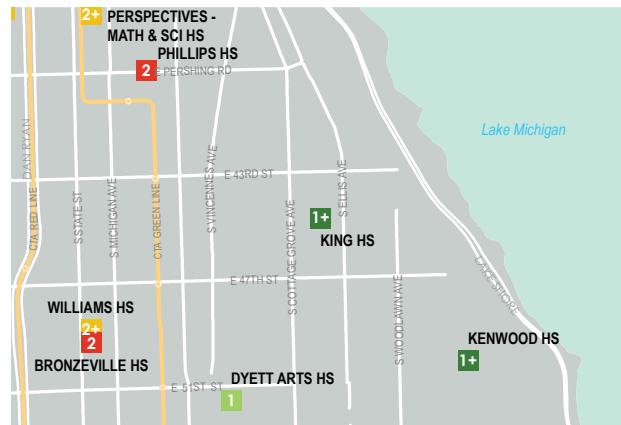 2+
PERSPECTIVES -
MATH & SCI HS
PHILLIPS HS
2
E PERSHING RD
Lake Michigan
DAN RYAN
CTA RED LINE
S STATE ST
S MICHIGAN AVE
CTA GREEN LINE
S VINCENNES AVE
E 43RD ST
S COTTAGE GROVE AVE
S ELLIS AVE
1+
KING HS
E 47TH ST
S WOODLAWN AVE
LAKE SHORE
WILLIAMS HS
2+
2
BRONZEVILLE HS
KENWOOD HS
1+
E 51ST ST
DYETT ARTS HS
1